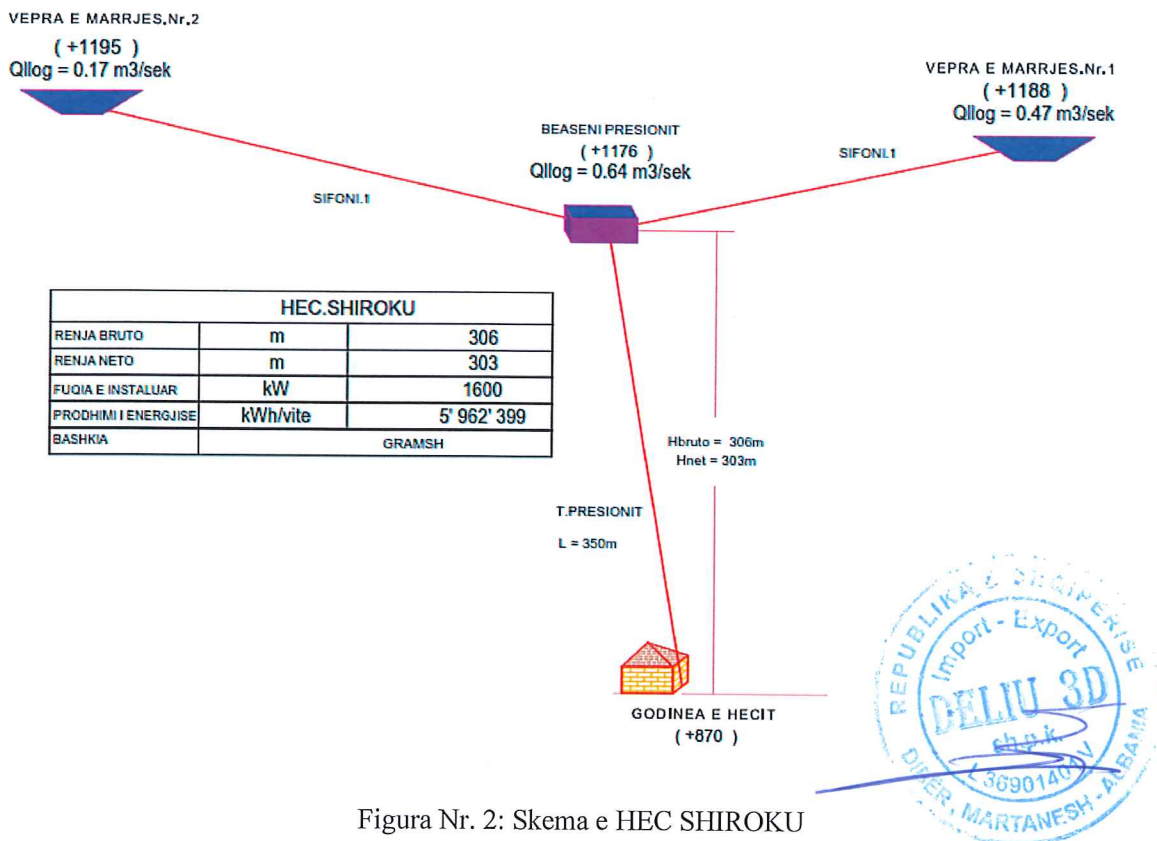 VEPRA E MARRJES.Nr.2
( +1195 )
Qllog = 0.17 m3/sek
VEPRA E MARRJES.Nr.1
( +1188 )
Qllog = 0.47 m3/sek
BEASENI PRESIONIT
( +1176 )
Qllog = 0.64 m3/sek
SIFONI.1
SIFONI.1
HEC.SHIROKU
RENJA BRUTO m 306
RENJA NETO m 303
FUQIA E INSTALUAR kW 1600
PRODHIMI I ENERGJISE kWh/vite 5' 962' 399
BASHKIA GRAMSH
Hbruto = 306m
Hnet = 303m
T.PRESIONIT
L = 350m
GODINEA E HECIT
( +870 )
REPUBLIKA E SHQIPERISE
Import - Export
DELIU 3D
sh.p.k.
L 36901401 V
DIBËR, MARTANESH - ALBANIA
Figura Nr. 2: Skema e HEC SHIROKU